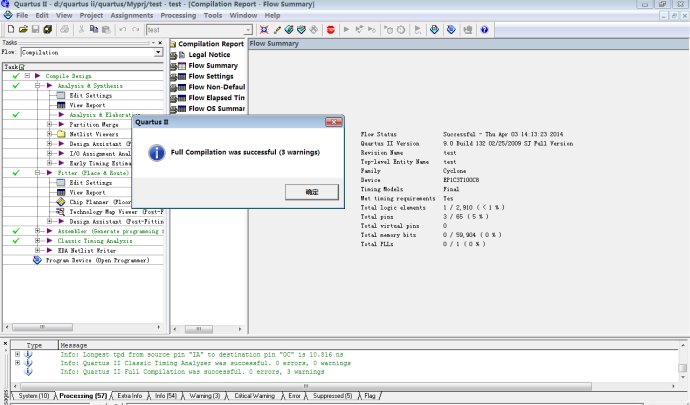 Quartus II - d:/quartus ii/quartus/Myprj/test - test - [Compilation Report - Flow Summary]
File Edit View Project Assignments Processing Tools Window Help
test
Tasks
Flow: Compilation
Task
Compile Design
Analysis & Synthesis
Edit Settings
View Report
Analysis & Elaboration
Partition Merge
Netlist Viewers
Design Assistant (P
I/O Assignment Anal
Early Timing Estima
Fitter (Place & Route)
Edit Settings
View Report
Chip Planner (Floor
Technology Map Viewer (Post-F
Design Assistant (Post-Fittin
Assembler (Generate programming f
Classic Timing Analysis
EDA Netlist Writer
Program Device (Open Programmer)
Compilation Report
Legal Notice
Flow Summary
Flow Settings
Flow Non-Defaul
Flow Elapsed Tin
Flow OS Summar
Flow Summary
Quartus II
Full Compilation was successful (3 warnings)
确定
Flow Status Successful - Thu Apr 03 14:13:23 2014
Quartus II Version 9.0 Build 132 02/25/2009 SJ Full Version
Revision Name test
Top-level Entity Name test
Family Cyclone
Device EP1C3T100C8
Timing Models Final
Met timing requirements Yes
Total logic elements 1 / 2,910 ( < 1 % )
Total pins 3 / 65 ( 5 % )
Total virtual pins 0
Total memory bits 0 / 59,904 ( 0 % )
Total PLLs 0 / 1 ( 0 % )
Type Message
Info: Longest tpd from source pin "IA" to destination pin "OC" is 10.816 ns
Info: Quartus II Classic Timing Analyzer was successful. 0 errors, 0 warnings
Info: Quartus II Full Compilation was successful. 0 errors, 3 warnings
System (10) Processing (57) Extra Info Info (54) Warning (3) Critical Warning Error Suppressed (5) Flag